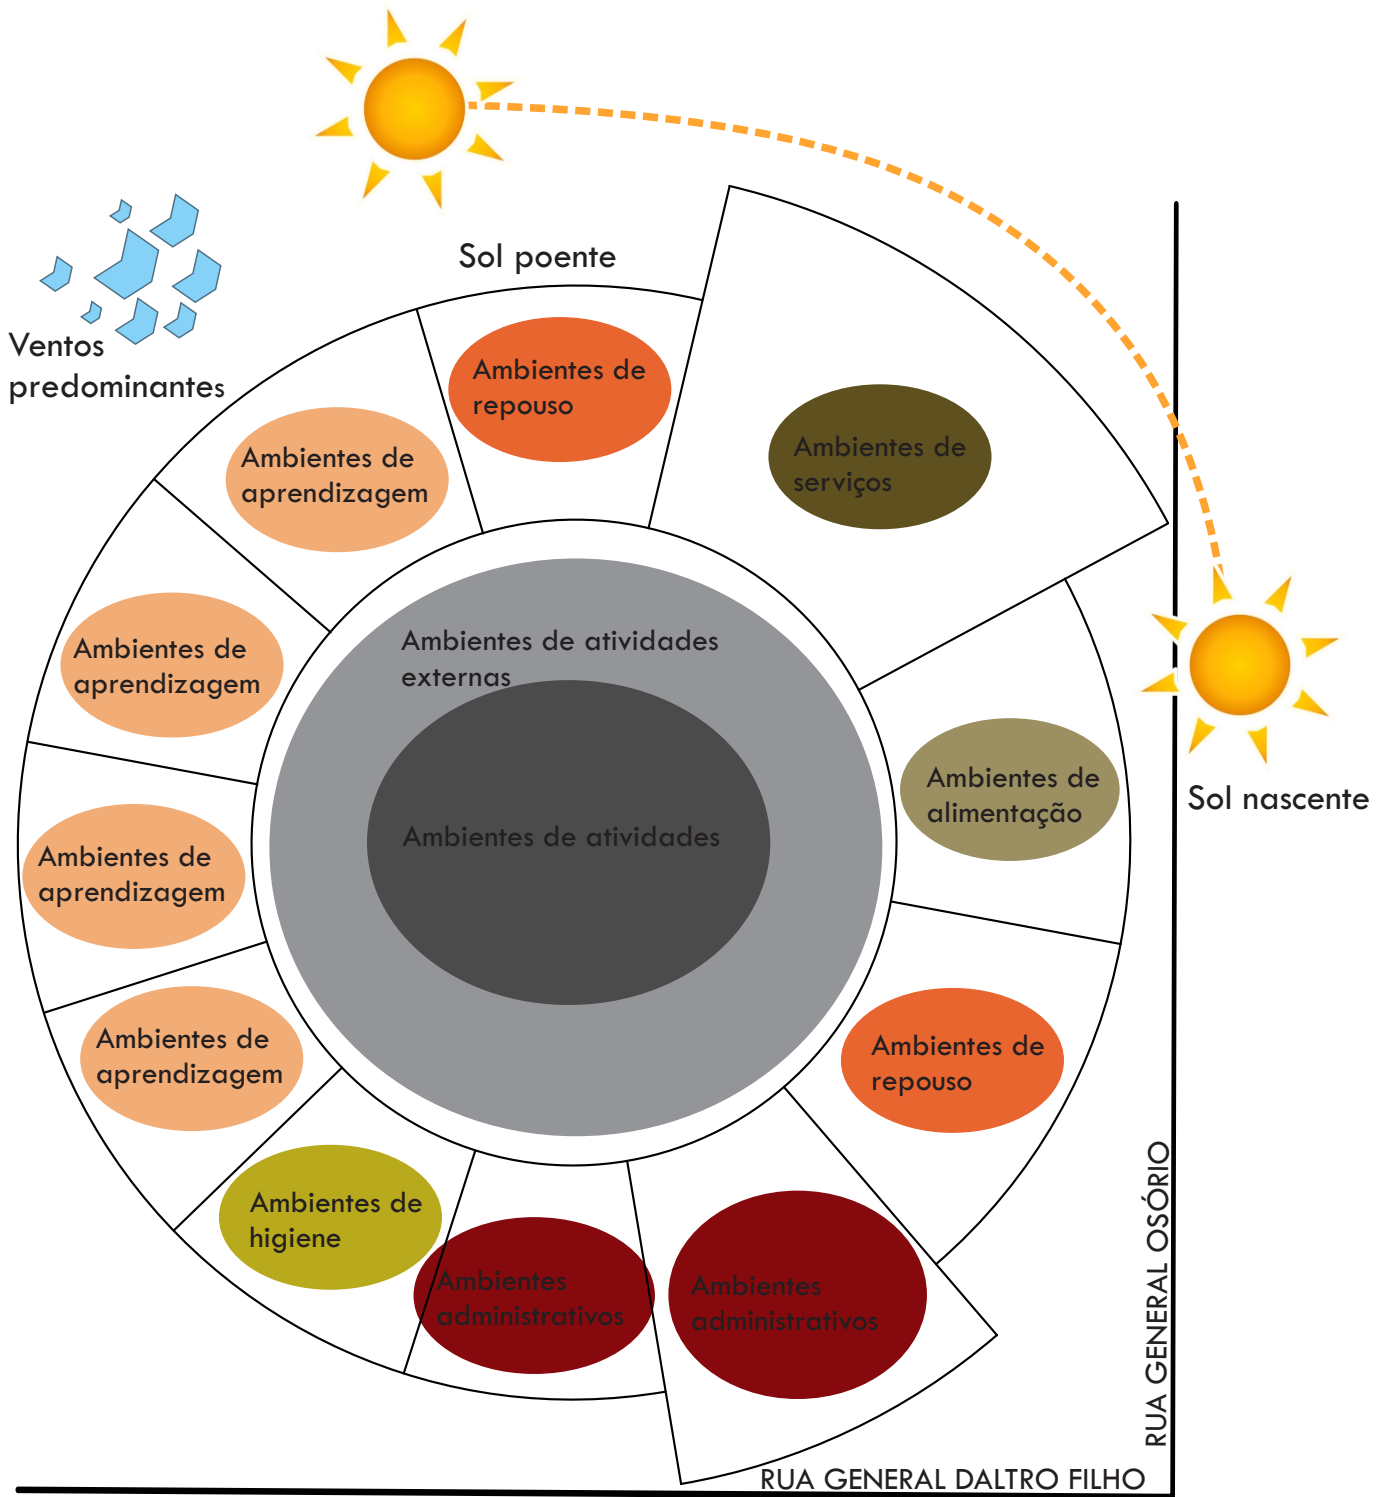 Sol poente
Ventos
predominantes
Ambientes de
repouso
Ambientes de
serviços
Ambientes de
aprendizagem
Ambientes de
aprendizagem
Ambientes de atividades
externas
Ambientes de
alimentação
Sol nascente
Ambientes de atividades
Ambientes de
aprendizagem
Ambientes de
aprendizagem
Ambientes de
repouso
Ambientes de
higiene
Ambientes
administrativos
Ambientes
administrativos
RUA GENERAL OSÓRIO
RUA GENERAL DALTRO FILHO